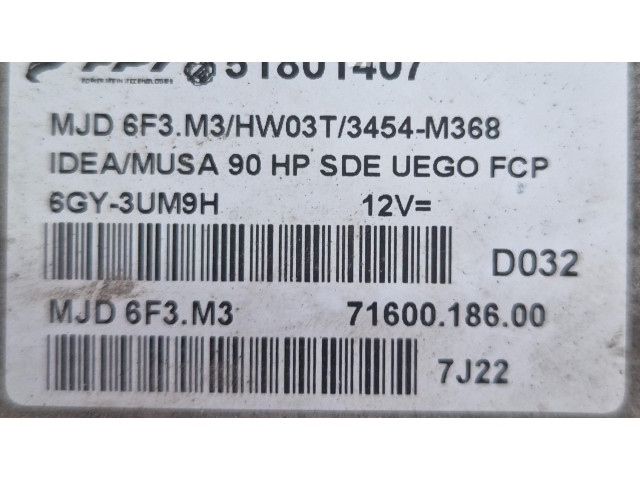 51801407
MJD 6F3.M3/HW03T/3454-M368
IDEA/MUSA 90 HP SDE UEGO FCP
6GY-3UM9H 12V=
D032
MJD 6F3.M3 71600.186.00
7J22